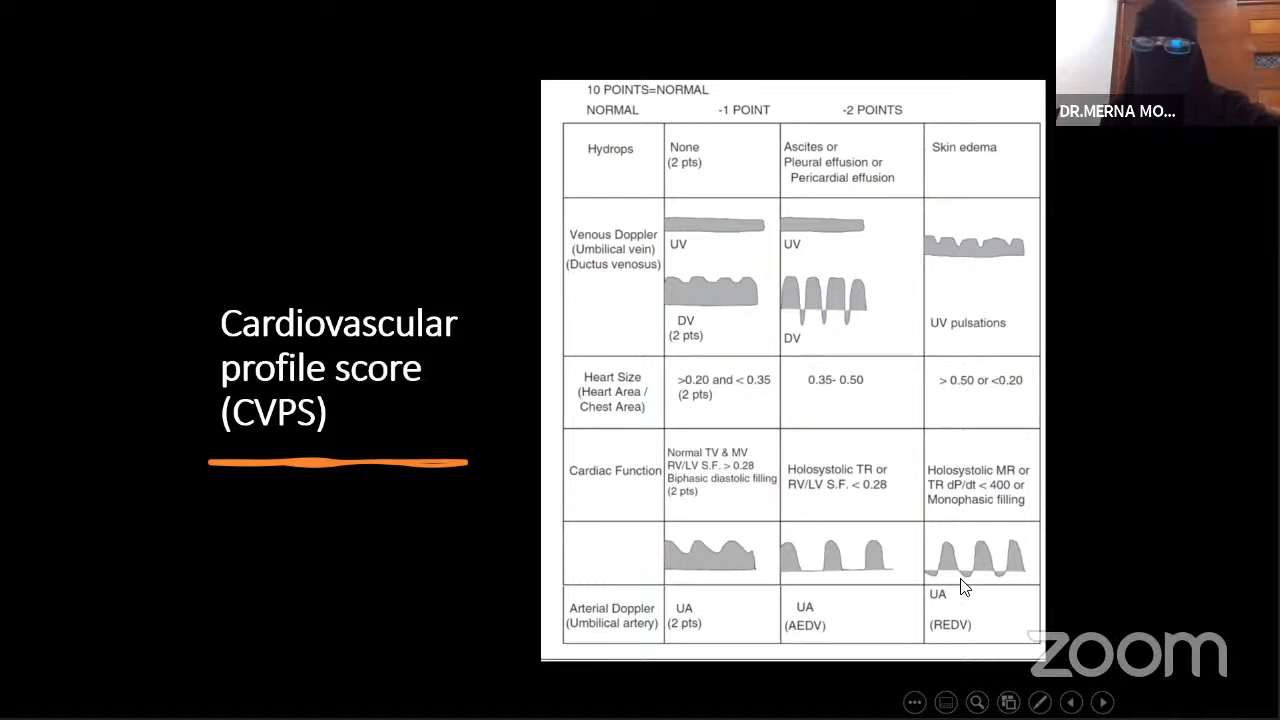 DR.MERNA MO...
Cardiovascular
profile score
(CVPS)
10 POINTS=NORMAL
NORMAL -1 POINT -2 POINTS
Hydrops
None
(2 pts)
Ascites or
Pleural effusion or
Pericardial effusion
Skin edema
Venous Doppler
(Umbilical vein)
(Ductus venosus)
UV
DV
(2 pts)
UV
DV
UV pulsations
Heart Size
(Heart Area /
Chest Area)
>0.20 and < 0.35
(2 pts)
0.35- 0.50
> 0.50 or <0.20
Cardiac Function
Normal TV & MV
RV/LV S.F. > 0.28
Biphasic diastolic filling
(2 pts)
Holosystolic TR or
RV/LV S.F. < 0.28
Holosystolic MR or
TR dP/dt < 400 or
Monophasic filling
Arterial Doppler
(Umbilical artery)
UA
(2 pts)
UA
(AEDV)
UA
(REDV)
zoom